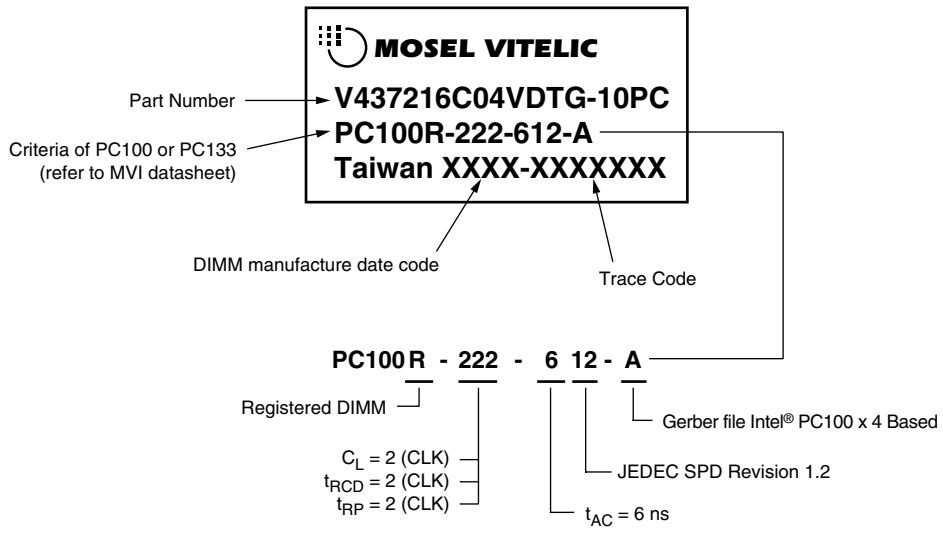 MOSEL VITELIC
Part Number
V437216C04VDTG-10PC
Criteria of PC100 or PC133
(refer to MVI datasheet)
PC100R-222-612-A
Taiwan XXXX-XXXXXXX
DIMM manufacture date code
Trace Code
PC100 R - 222 - 6 12 - A
Registered DIMM
Gerber file Intel® PC100 x 4 Based
CL = 2 (CLK)
tRCD = 2 (CLK)
tRP = 2 (CLK)
JEDEC SPD Revision 1.2
tAC = 6 ns